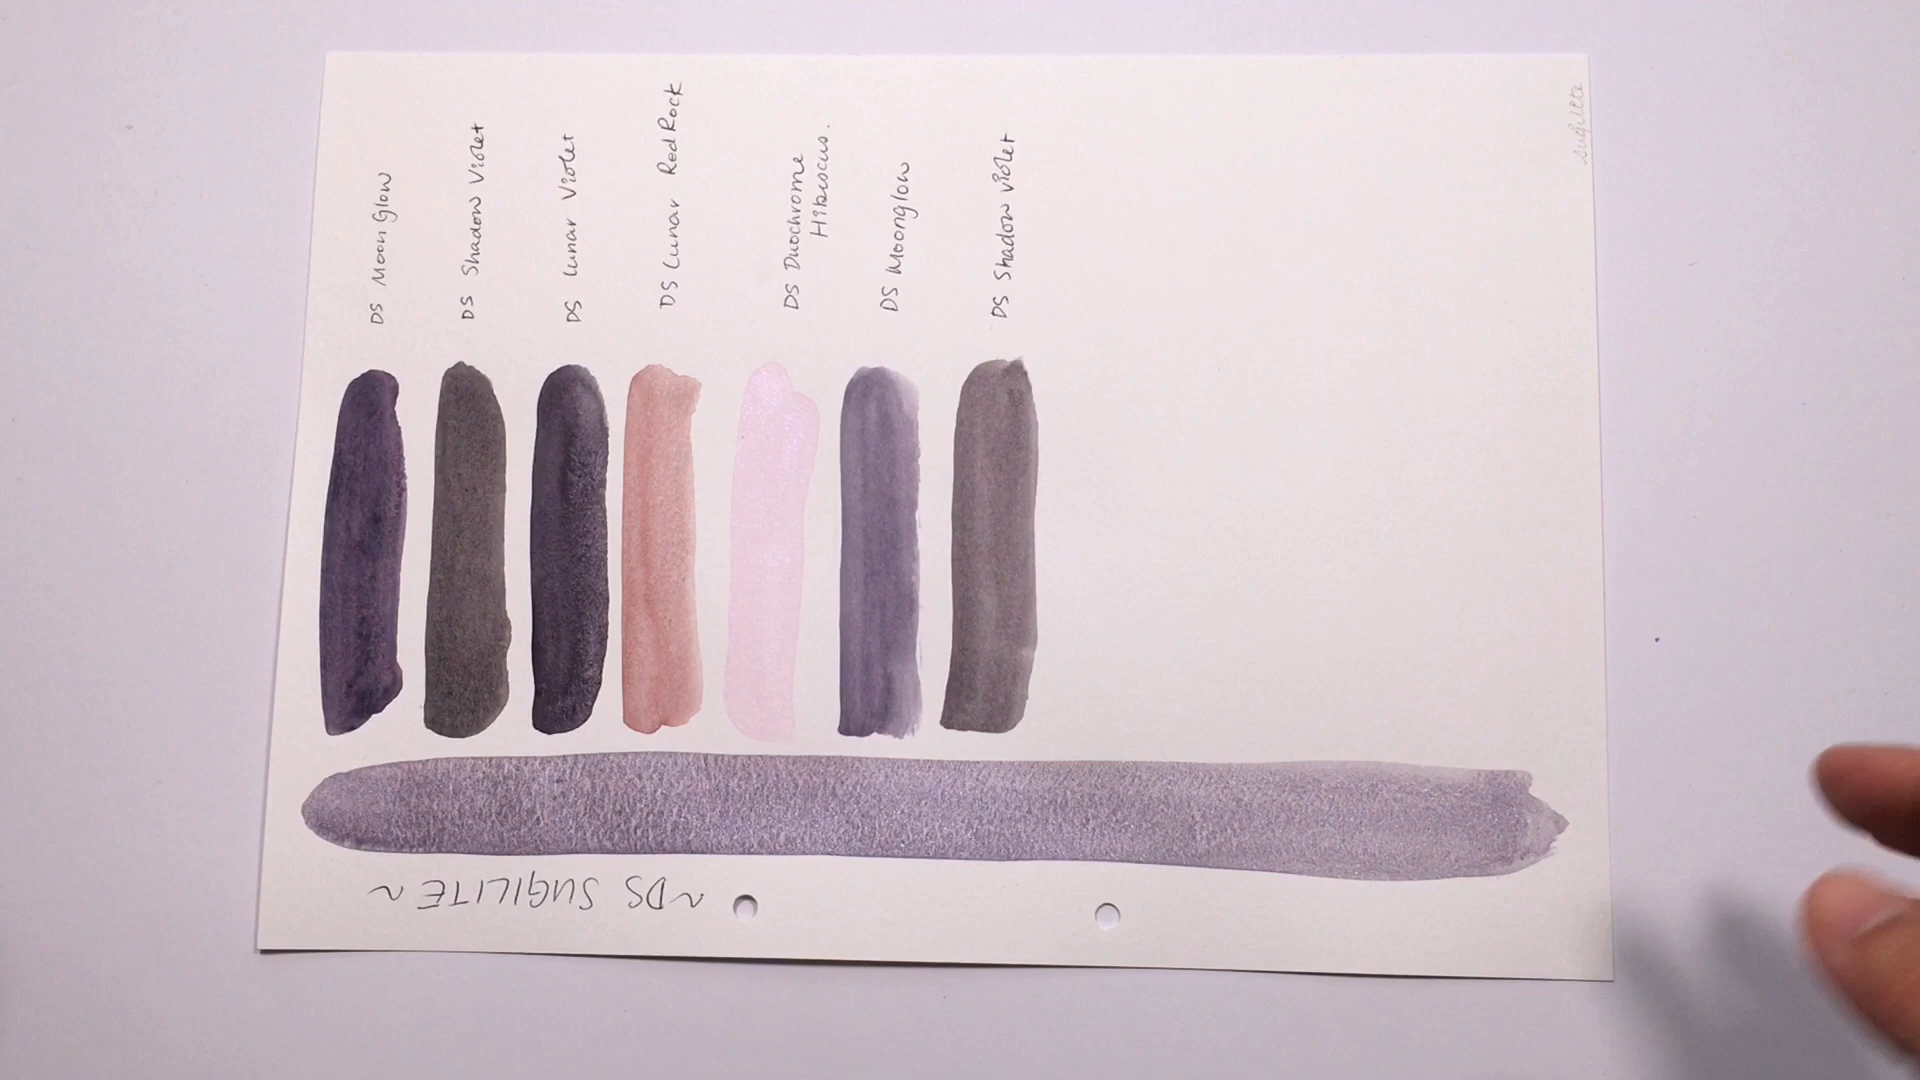 DS Moon Glow
DS Shadow Violet
DS Lunar Violet
DS Lunar Red Rock
DS Duochrome
Hibiscus.
DS Moonglow
DS Shadow violet
sugilite
~DS SUGILITE~